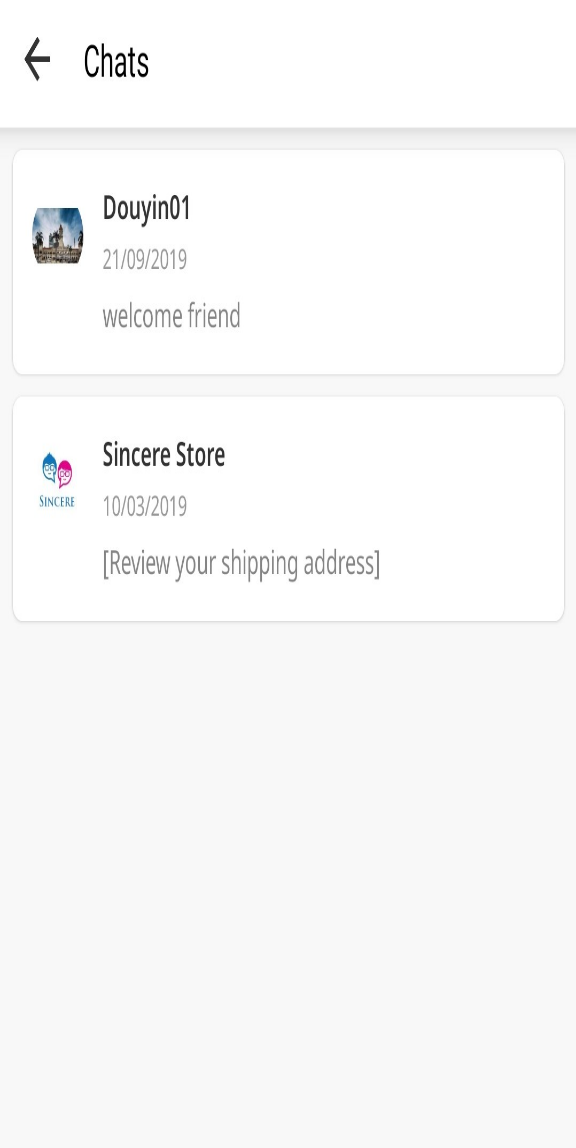 Chats
Douyin01
21/09/2019
welcome friend
Sincere Store
10/03/2019
SINCERE
[Review your shipping address]